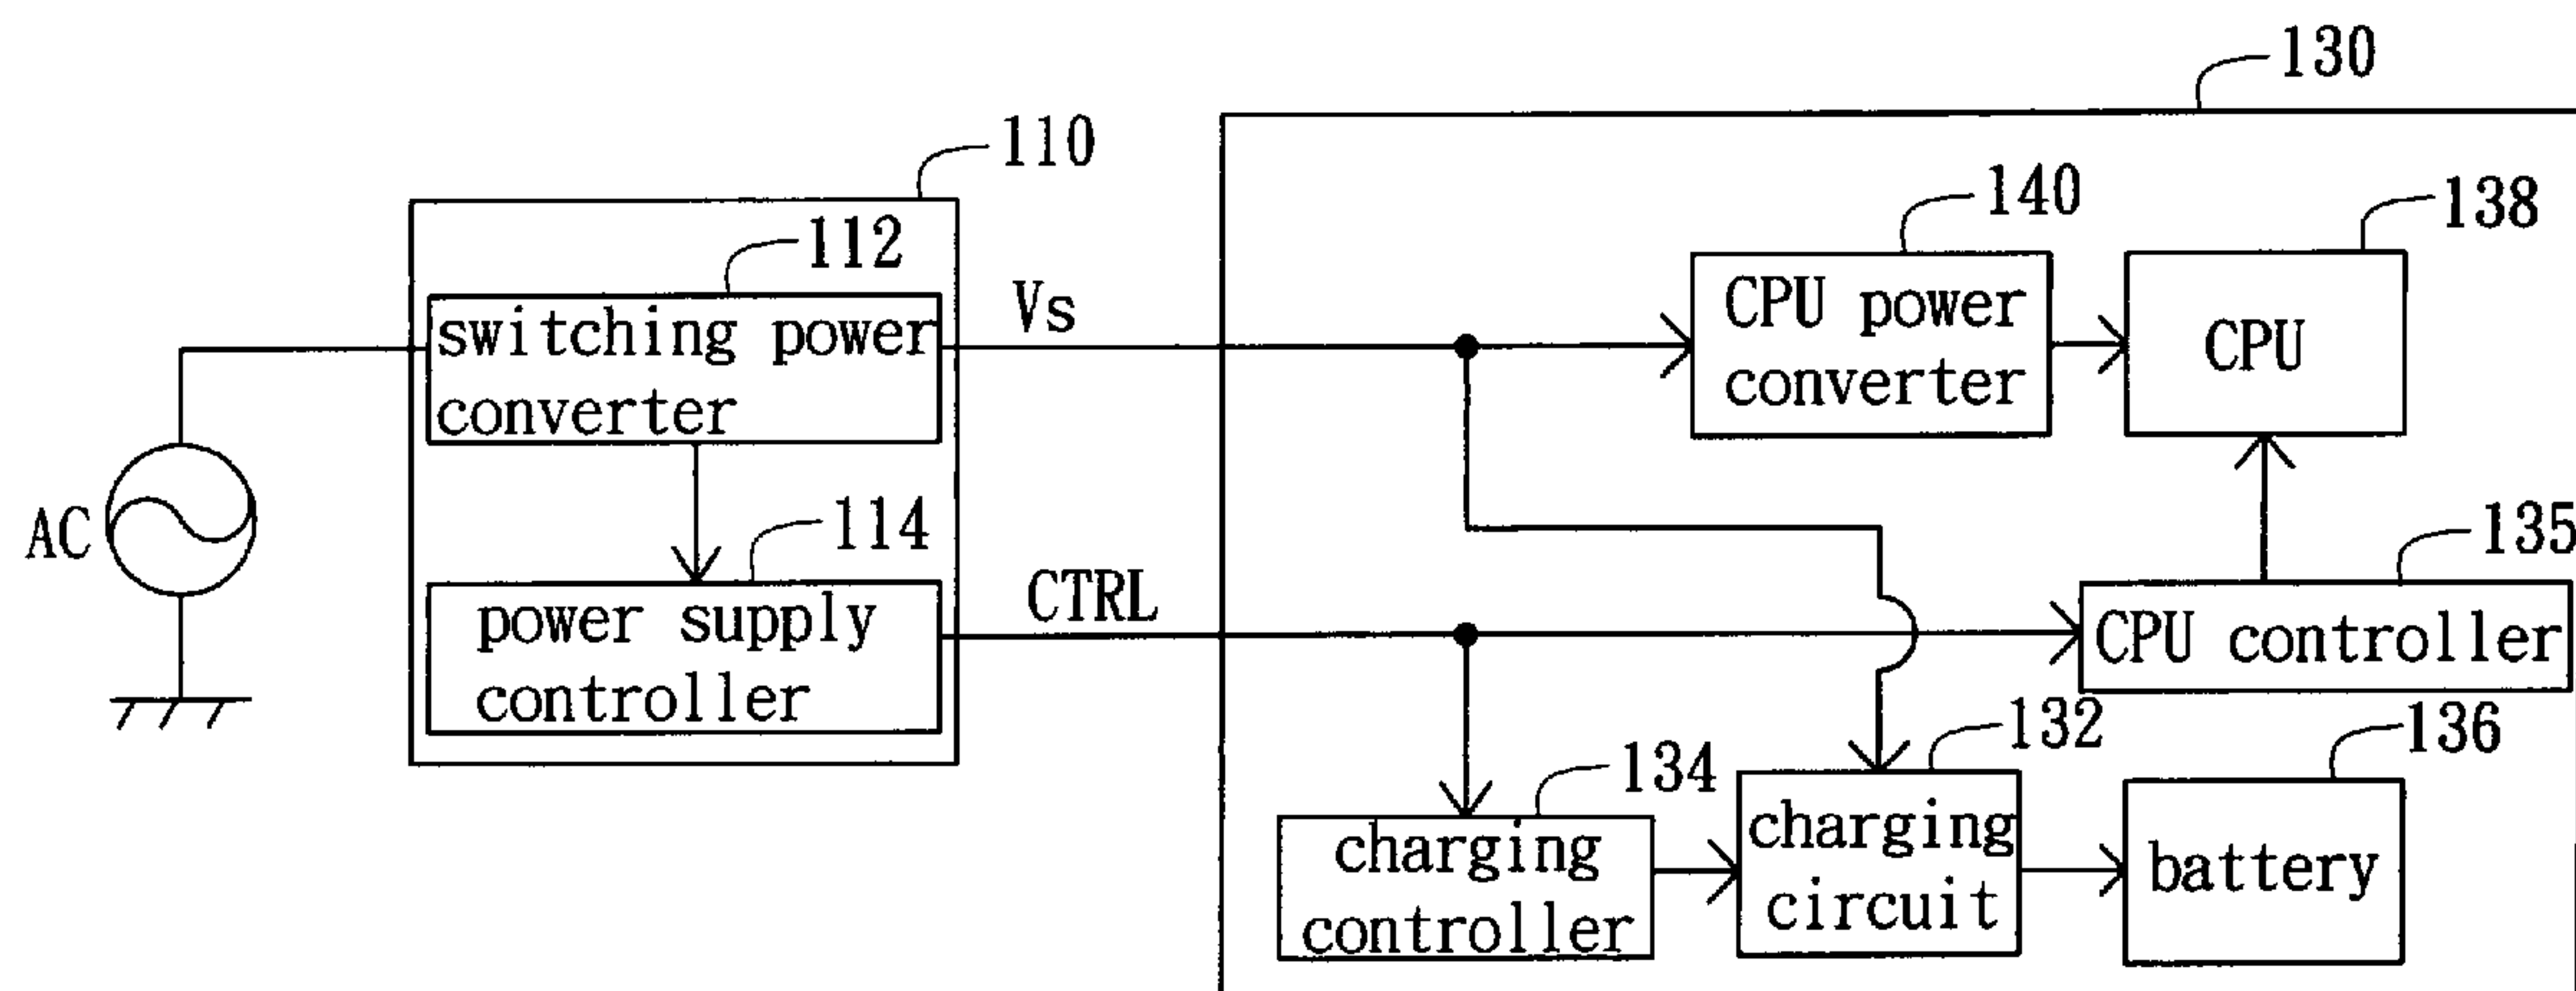 130
110
140
138
112
Vs
switching power
converter
CPU power
converter
CPU
AC
114
135
CTRL
power supply
controller
CPU controller
132
136
134
charging
controller
charging
circuit
battery